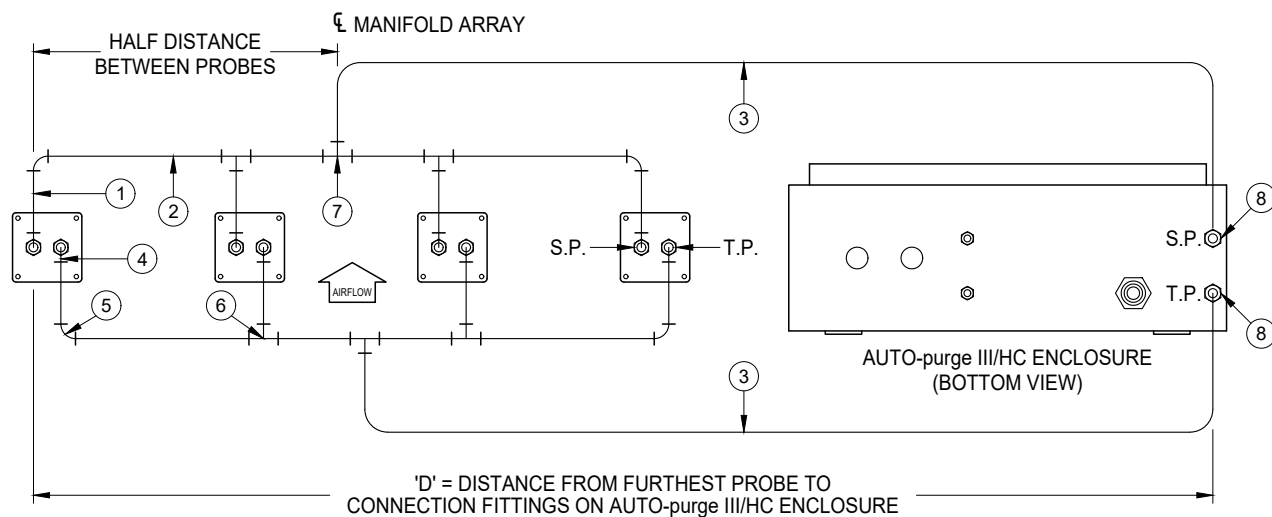 ℄ MANIFOLD ARRAY
HALF DISTANCE
BETWEEN PROBES
3
1
2
7
8
S.P.
T.P.
S.P.
4
AIRFLOW
5
6
T.P.
8
AUTO-purge III/HC ENCLOSURE
(BOTTOM VIEW)
3
'D' = DISTANCE FROM FURTHEST PROBE TO
CONNECTION FITTINGS ON AUTO-purge III/HC ENCLOSURE